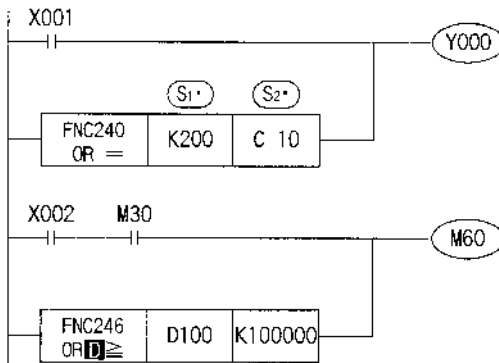 X001
Y000
S1· S2·
FNC240 K200 C 10
OR =
X002 M30
M60
FNC246 D100 K100000
OR D ≧